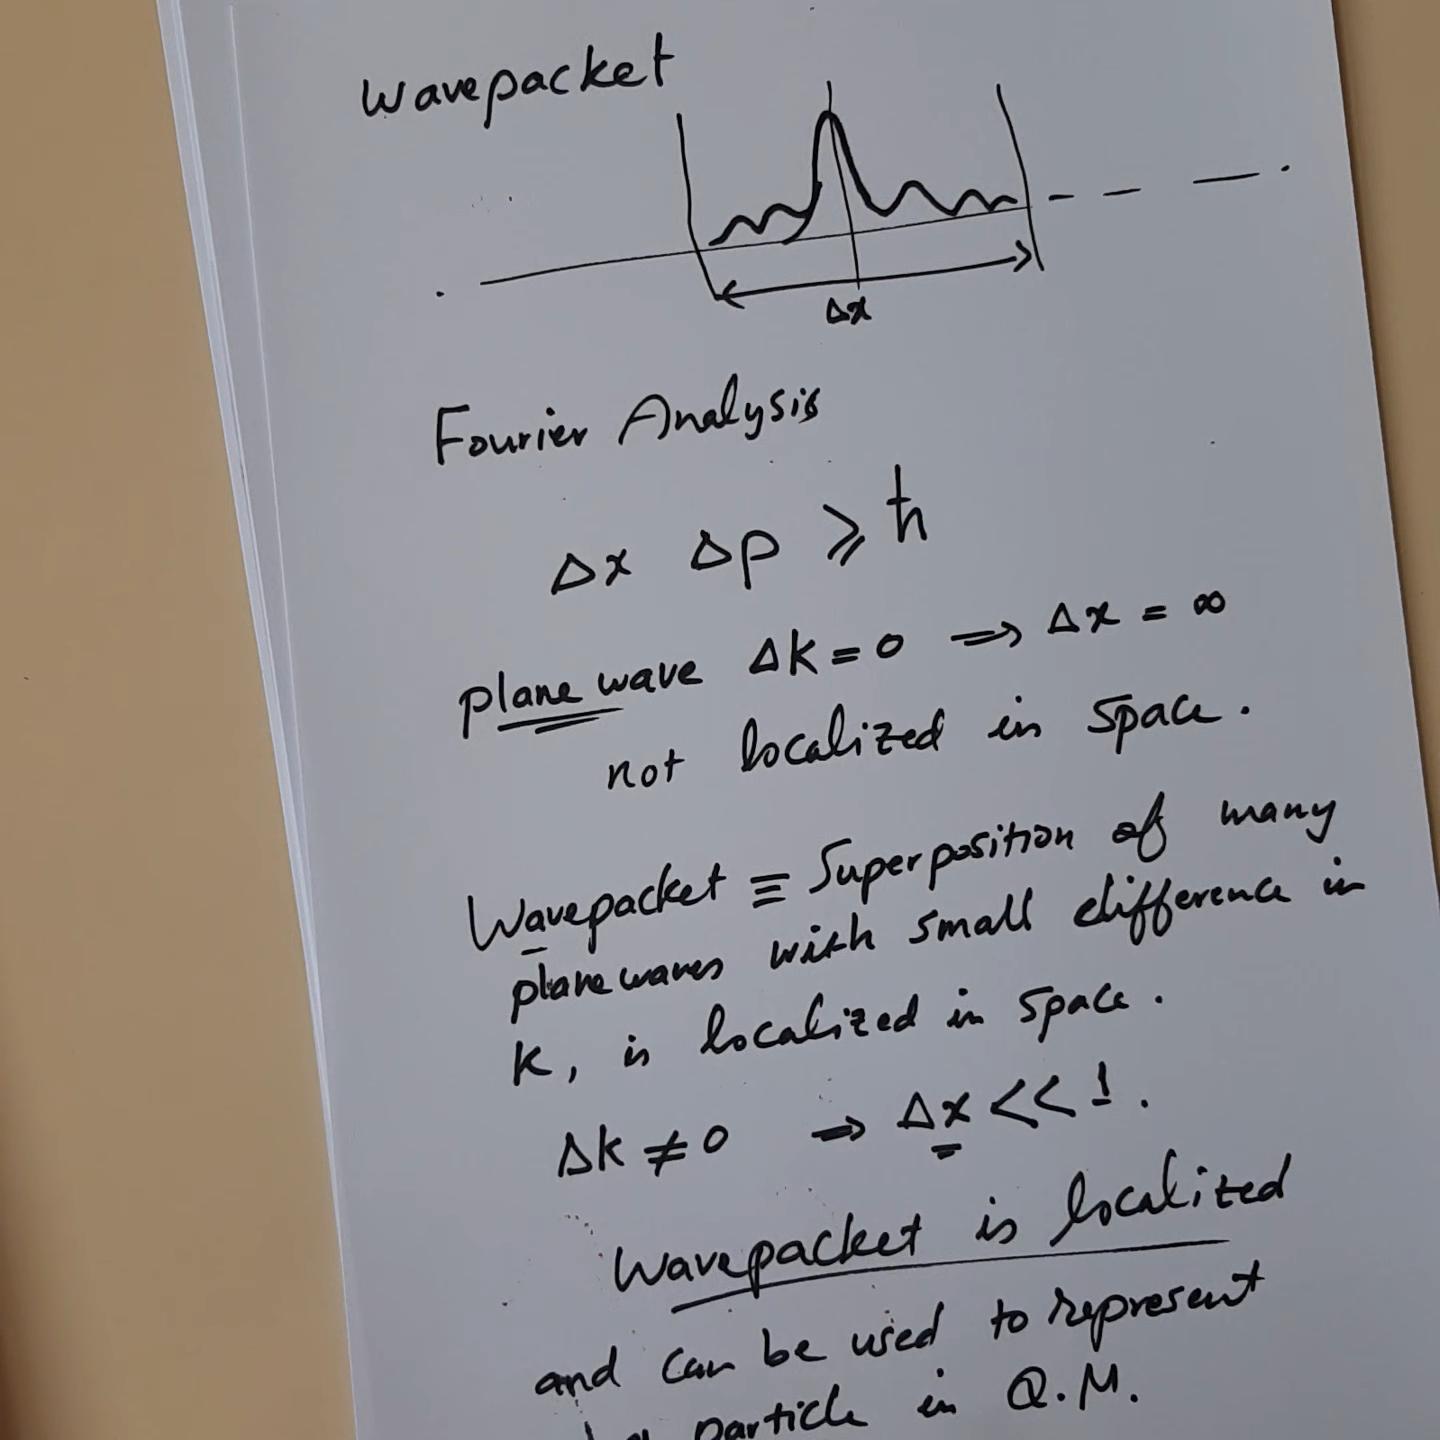 Wavepacket
Δx
Fourier Analysis
Δx Δp ⩾ ħ
plane wave Δk = 0 ⇒ Δx = ∞
not localized in space.
Wavepacket ≡ Superposition of many
planewaves with small difference in
K, is localized in space.
Δk ≠ 0 ⇒ Δx << 1.
Wavepacket is localized
and can be used to represent
a particle in Q.M.